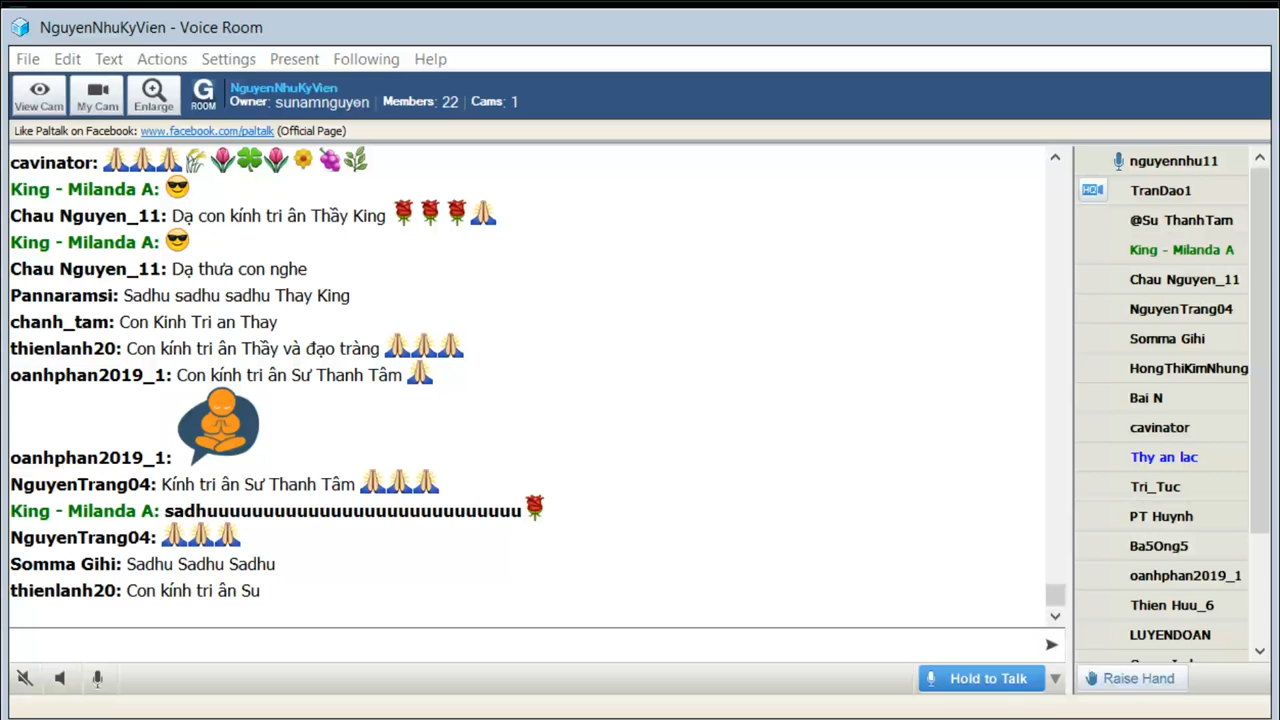 NguyenNhuKyVien - Voice Room
File Edit Text Actions Settings Present Following Help
View Cam My Cam Enlarge G ROOM
NguyenNhuKyVien
Owner: sunamnguyen Members: 22 Cams: 1
Like Paltalk on Facebook: www.facebook.com/paltalk (Official Page)
cavinator: 🙏🙏🙏🌾🌷🍀🌷🌼🍇🌿
King - Milanda A: 😎
Chau Nguyen_11: Dạ con kính tri ân Thầy King 🌹🌹🌹🙏
King - Milanda A: 😎
Chau Nguyen_11: Dạ thưa con nghe
Pannaramsi: Sadhu sadhu sadhu Thay King
chanh_tam: Con Kinh Tri an Thay
thienlanh20: Con kính tri ân Thầy và đạo tràng 🙏🙏🙏
oanhphan2019_1: Con kính tri ân Sư Thanh Tâm 🙏
oanhphan2019_1:
NguyenTrang04: Kính tri ân Sư Thanh Tâm 🙏🙏🙏
King - Milanda A: sadhuuuuuuuuuuuuuuuuuuuuuuuuuuuu🌹
NguyenTrang04: 🙏🙏🙏
Somma Gihi: Sadhu Sadhu Sadhu
thienlanh20: Con kính tri ân Su
nguyennhu11
TranDao1
@Su ThanhTam
King - Milanda A
Chau Nguyen_11
NguyenTrang04
Somma Gihi
HongThiKimNhung
Bai N
cavinator
Thy an lac
Tri_Tuc
PT Huynh
Ba5Ong5
oanhphan2019_1
Thien Huu_6
LUYENDOAN
Hold to Talk
Raise Hand